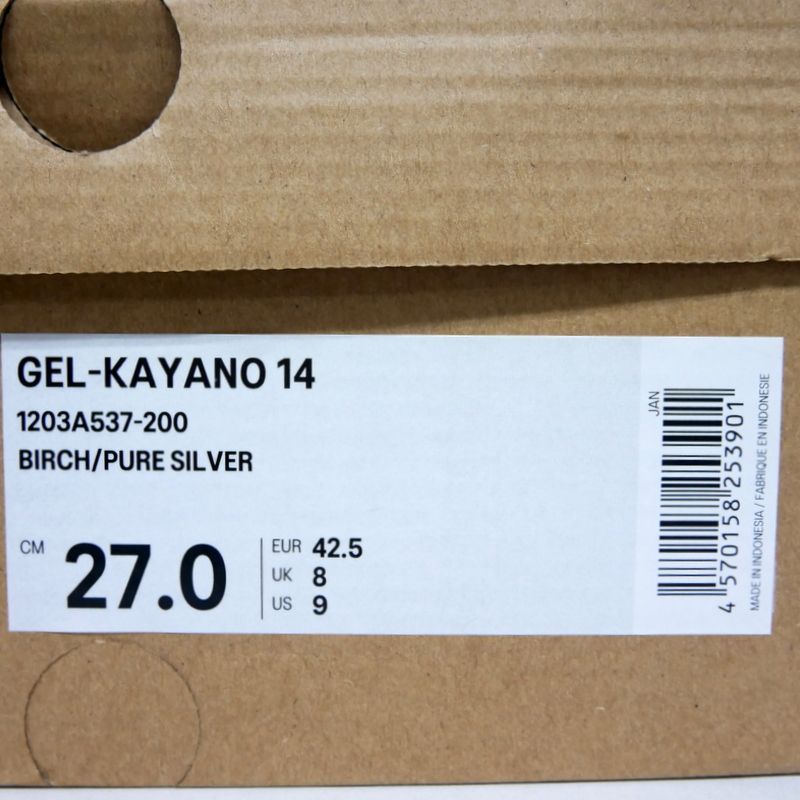 GEL-KAYANO 14
1203A537-200
BIRCH/PURE SILVER
CM 27.0
EUR 42.5
UK 8
US 9
JAN
4 570158 253901
MADE IN INDONESIA / FABRIQUE EN INDONESIE